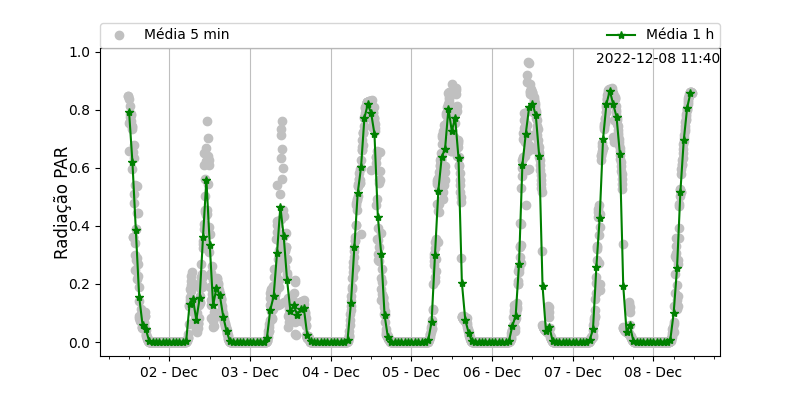 Média 5 min
Média 1 h
2022-12-08 11:40
Radiação PAR
1.0
0.8
0.6
0.4
0.2
0.0
02 - Dec
03 - Dec
04 - Dec
05 - Dec
06 - Dec
07 - Dec
08 - Dec